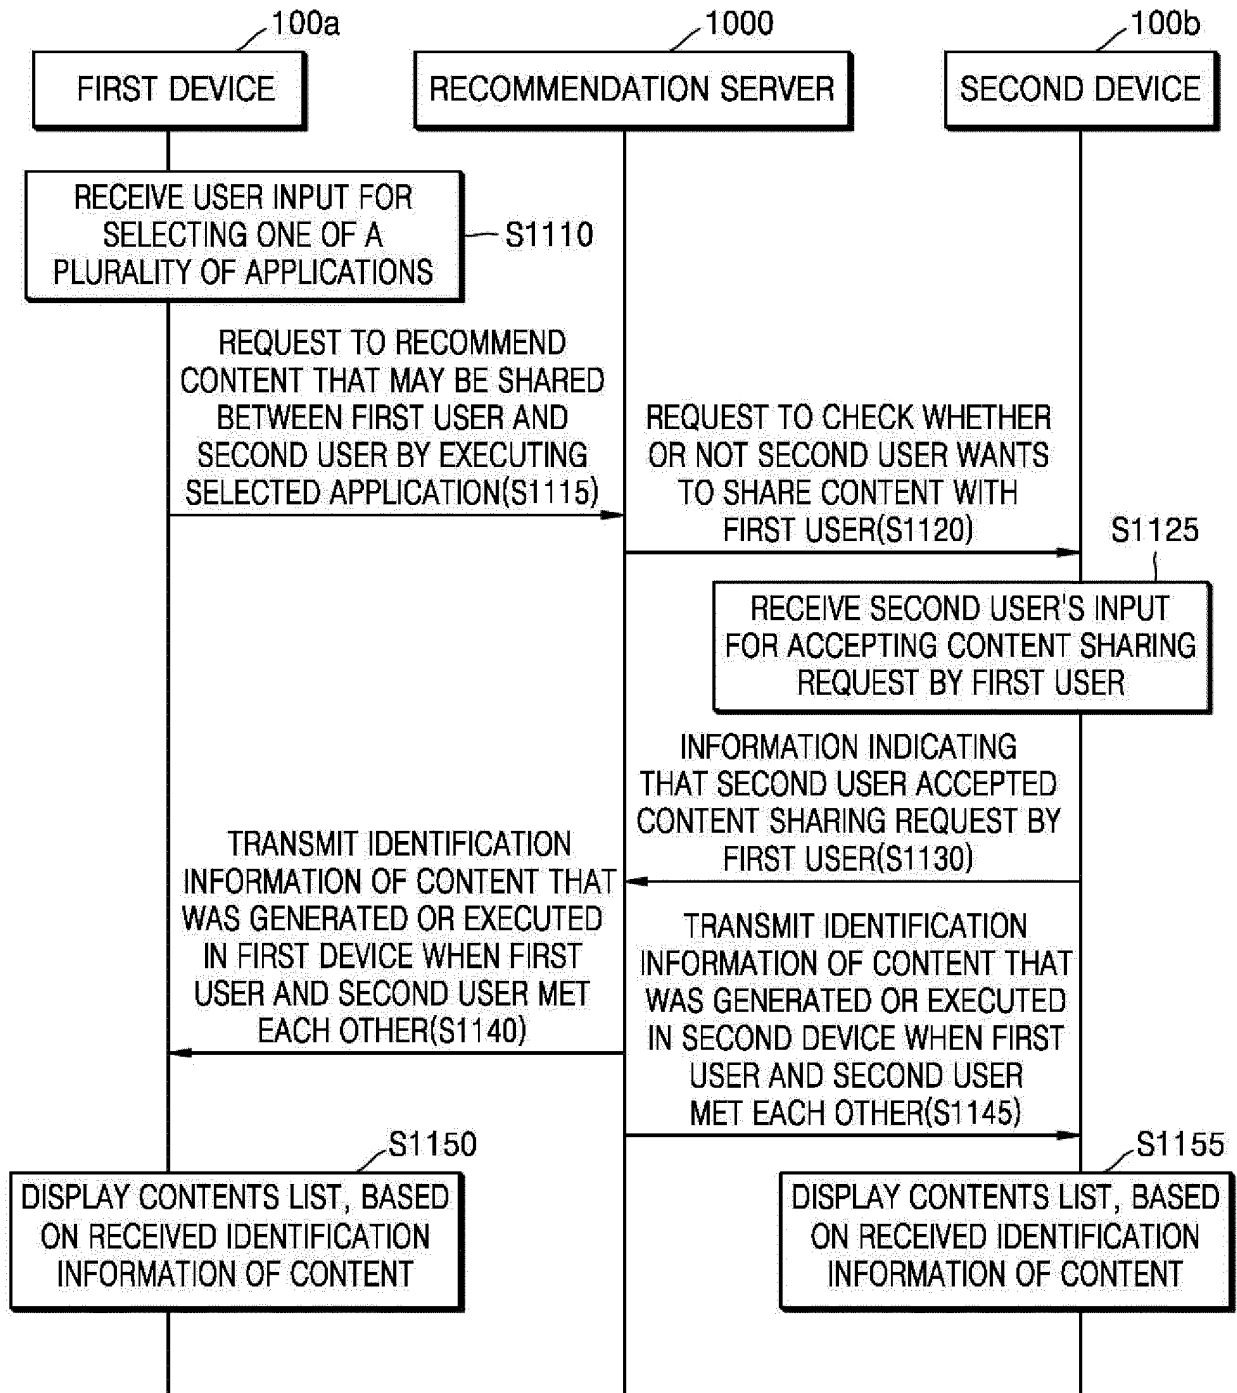 100a
1000
100b
FIRST DEVICE
RECOMMENDATION SERVER
SECOND DEVICE
RECEIVE USER INPUT FOR
SELECTING ONE OF A
PLURALITY OF APPLICATIONS
S1110
REQUEST TO RECOMMEND
CONTENT THAT MAY BE SHARED
BETWEEN FIRST USER AND
SECOND USER BY EXECUTING
SELECTED APPLICATION(S1115)
REQUEST TO CHECK WHETHER
OR NOT SECOND USER WANTS
TO SHARE CONTENT WITH
FIRST USER(S1120)
S1125
RECEIVE SECOND USER'S INPUT
FOR ACCEPTING CONTENT SHARING
REQUEST BY FIRST USER
INFORMATION INDICATING
THAT SECOND USER ACCEPTED
CONTENT SHARING REQUEST BY
FIRST USER(S1130)
TRANSMIT IDENTIFICATION
INFORMATION OF CONTENT THAT
WAS GENERATED OR EXECUTED
IN FIRST DEVICE WHEN FIRST
USER AND SECOND USER MET
EACH OTHER(S1140)
TRANSMIT IDENTIFICATION
INFORMATION OF CONTENT THAT
WAS GENERATED OR EXECUTED
IN SECOND DEVICE WHEN FIRST
USER AND SECOND USER
MET EACH OTHER(S1145)
S1150
DISPLAY CONTENTS LIST, BASED
ON RECEIVED IDENTIFICATION
INFORMATION OF CONTENT
S1155
DISPLAY CONTENTS LIST, BASED
ON RECEIVED IDENTIFICATION
INFORMATION OF CONTENT